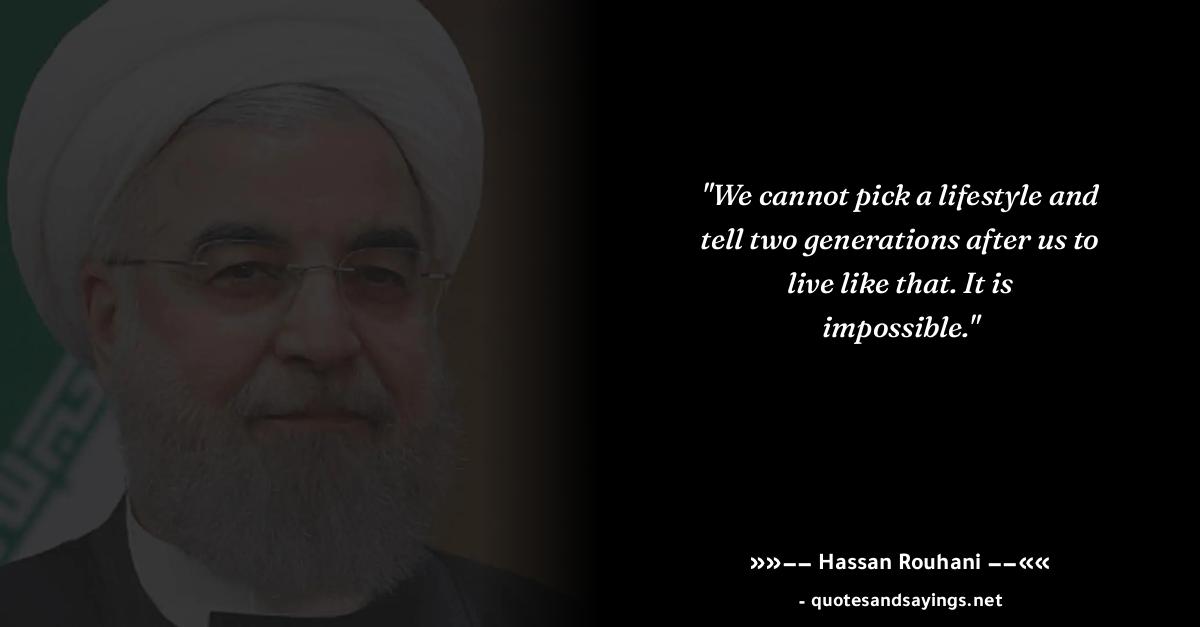 "We cannot pick a lifestyle and
tell two generations after us to
live like that. It is
impossible."
»»–– Hassan Rouhani ––««
- quotesandsayings.net